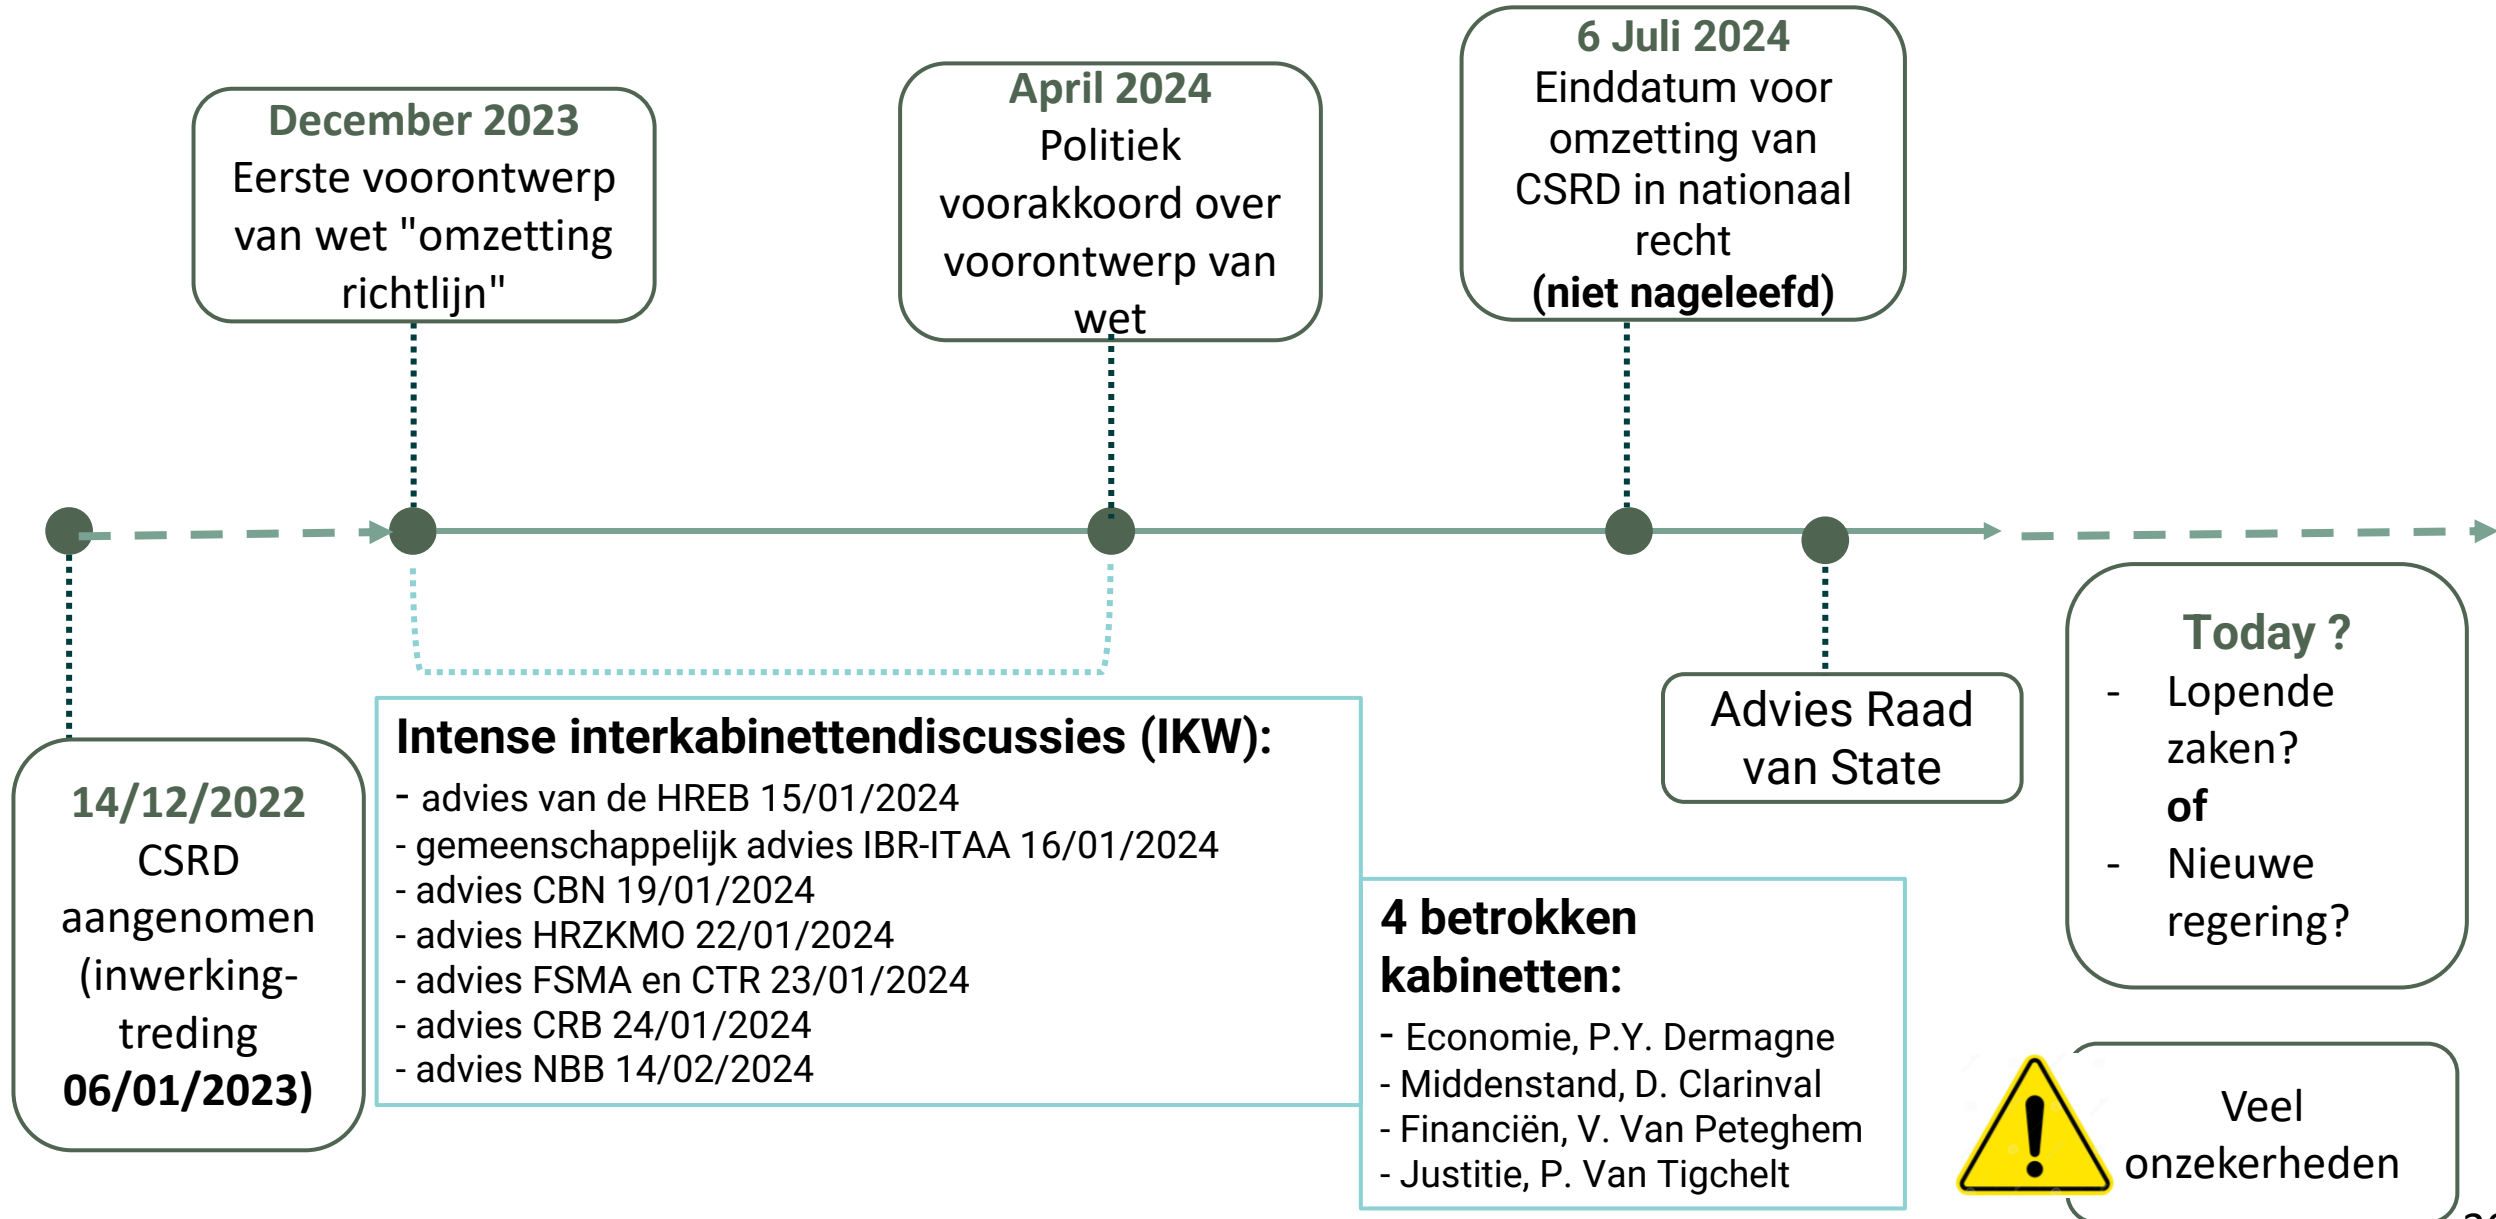 December 2023
Eerste voorontwerp
van wet "omzetting
richtlijn"
April 2024
Politiek
voorakkoord over
voorontwerp van
wet
6 Juli 2024
Einddatum voor
omzetting van
CSRD in nationaal
recht
(niet nageleefd)
14/12/2022
CSRD
aangenomen
(inwerking-
treding
06/01/2023)
Intense interkabinettendiscussies (IKW):
- advies van de HREB 15/01/2024
- gemeenschappelijk advies IBR-ITAA 16/01/2024
- advies CBN 19/01/2024
- advies HRZKMO 22/01/2024
- advies FSMA en CTR 23/01/2024
- advies CRB 24/01/2024
- advies NBB 14/02/2024
4 betrokken
kabinetten:
- Economie, P.Y. Dermagne
- Middenstand, D. Clarinval
- Financiën, V. Van Peteghem
- Justitie, P. Van Tigchelt
Advies Raad
van State
Today ?
- Lopende
zaken?
of
- Nieuwe
regering?
Veel
onzekerheden